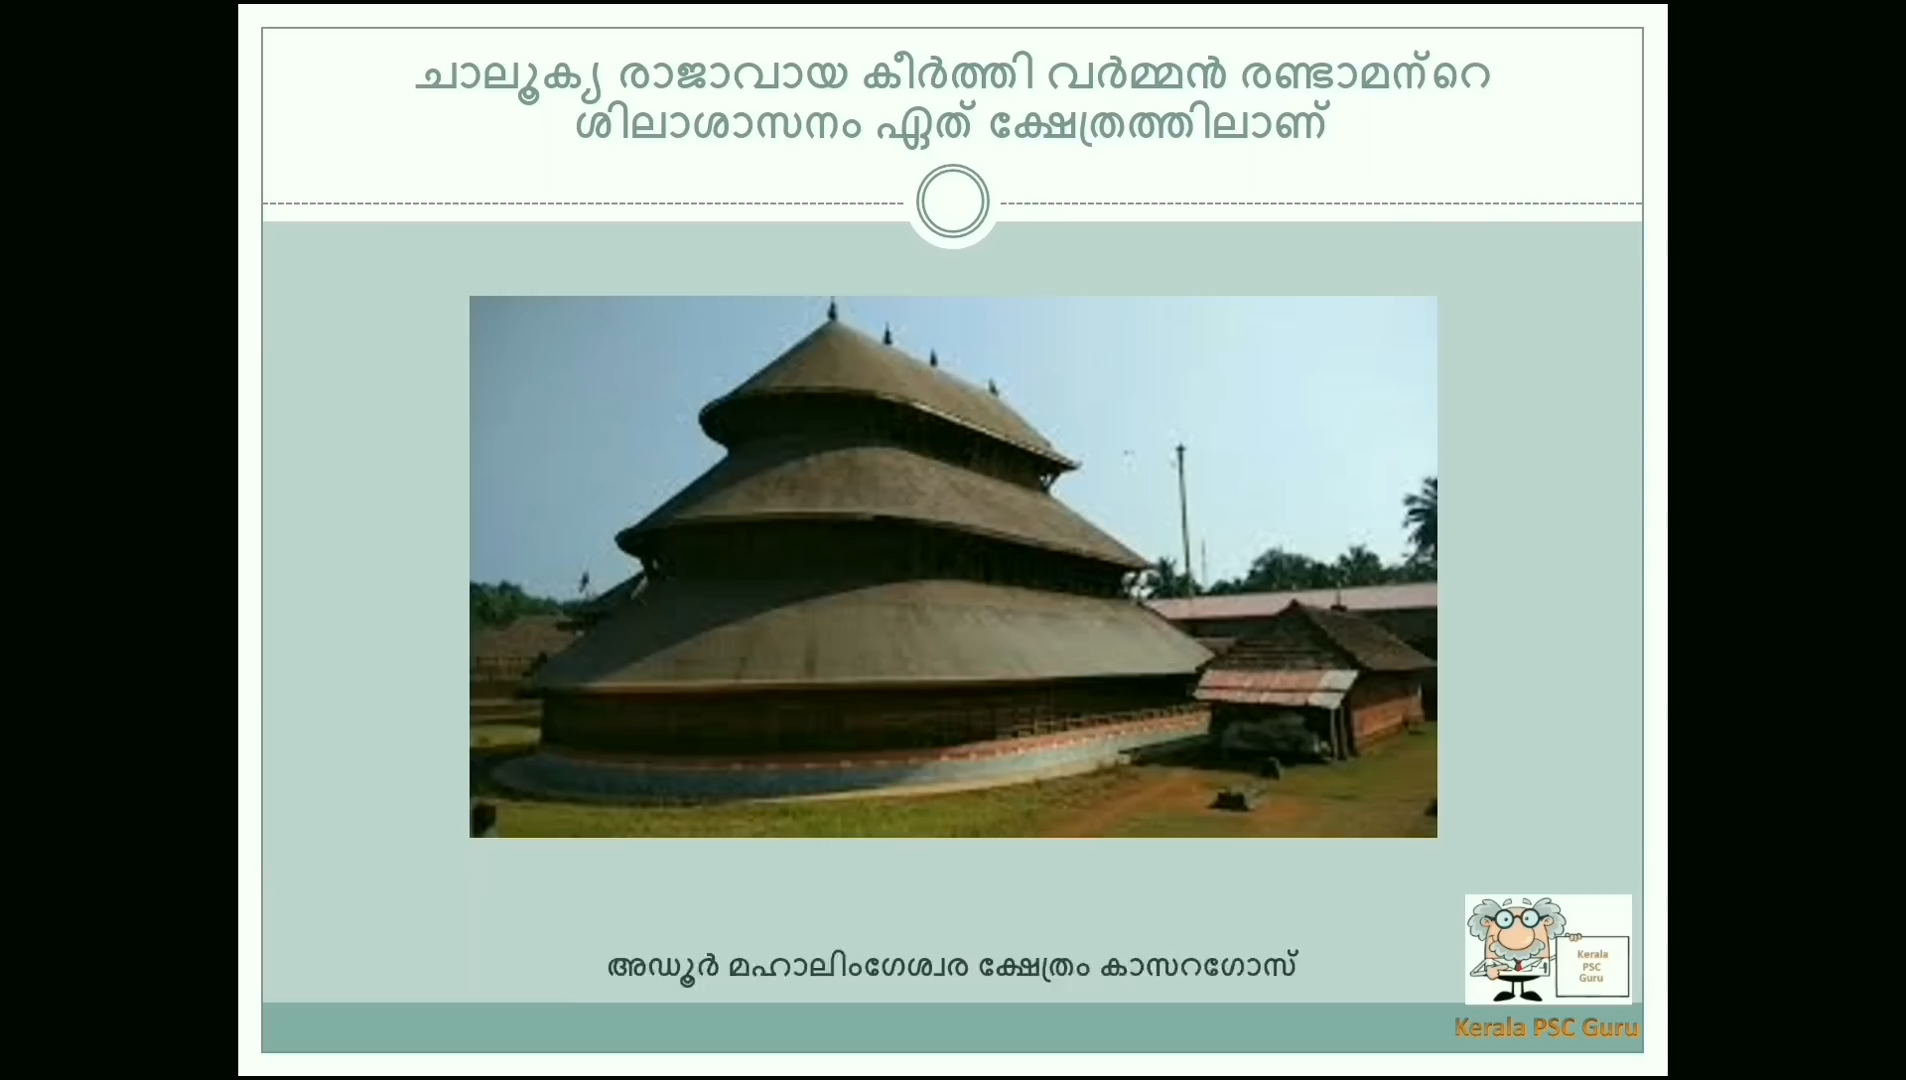 ചാലൂക്യ രാജാവായ കീർത്തി വർമ്മൻ രണ്ടാമന്റെ
ശിലാശാസനം ഏത് ക്ഷേത്രത്തിലാണ്
അഡൂർ മഹാലിംഗേശ്വര ക്ഷേത്രം കാസറഗോസ്
Kerala
PSC
Guru
Kerala PSC Guru